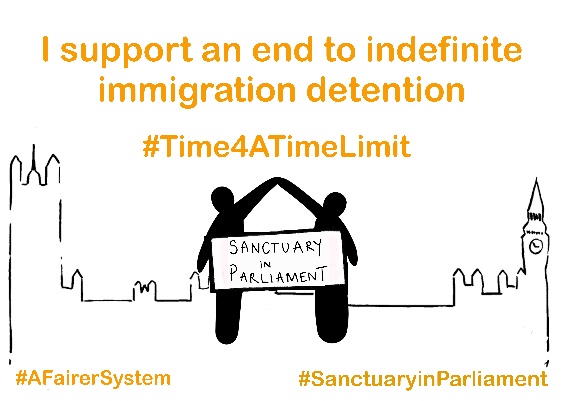 I support an end to indefinite
immigration detention
#Time4ATimeLimit
SANCTUARY
IN
PARLIAMENT
#AFairerSystem
#SanctuaryinParliament